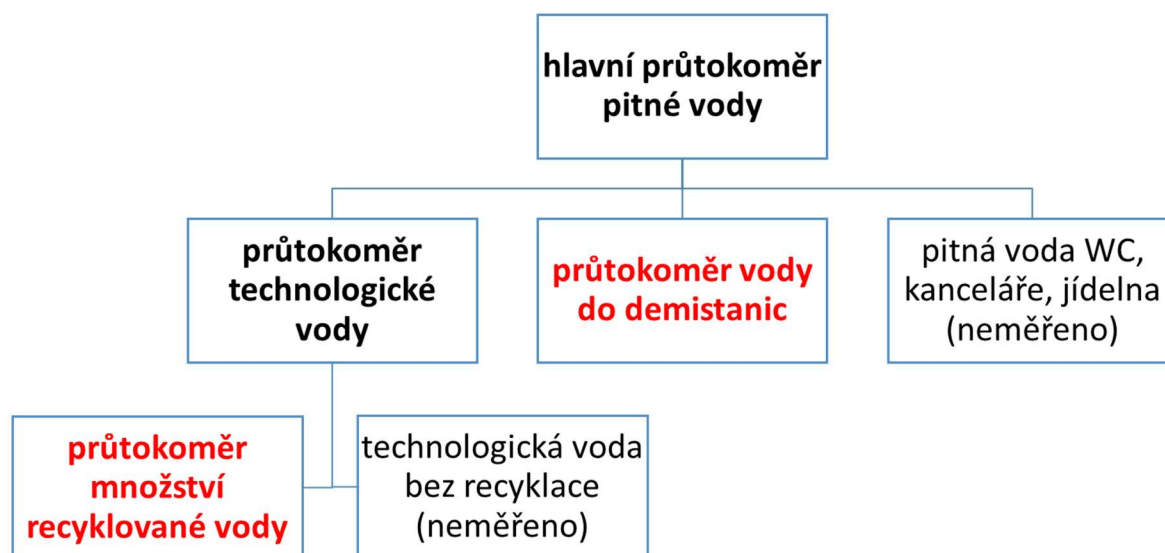 hlavní průtokoměr
pitné vody
průtokoměr
technologické
vody
průtokoměr vody
do demistanic
pitná voda WC,
kanceláře, jídelna
(neměřeno)
průtokoměr
množství
recyklované vody
technologická voda
bez recyklace
(neměřeno)